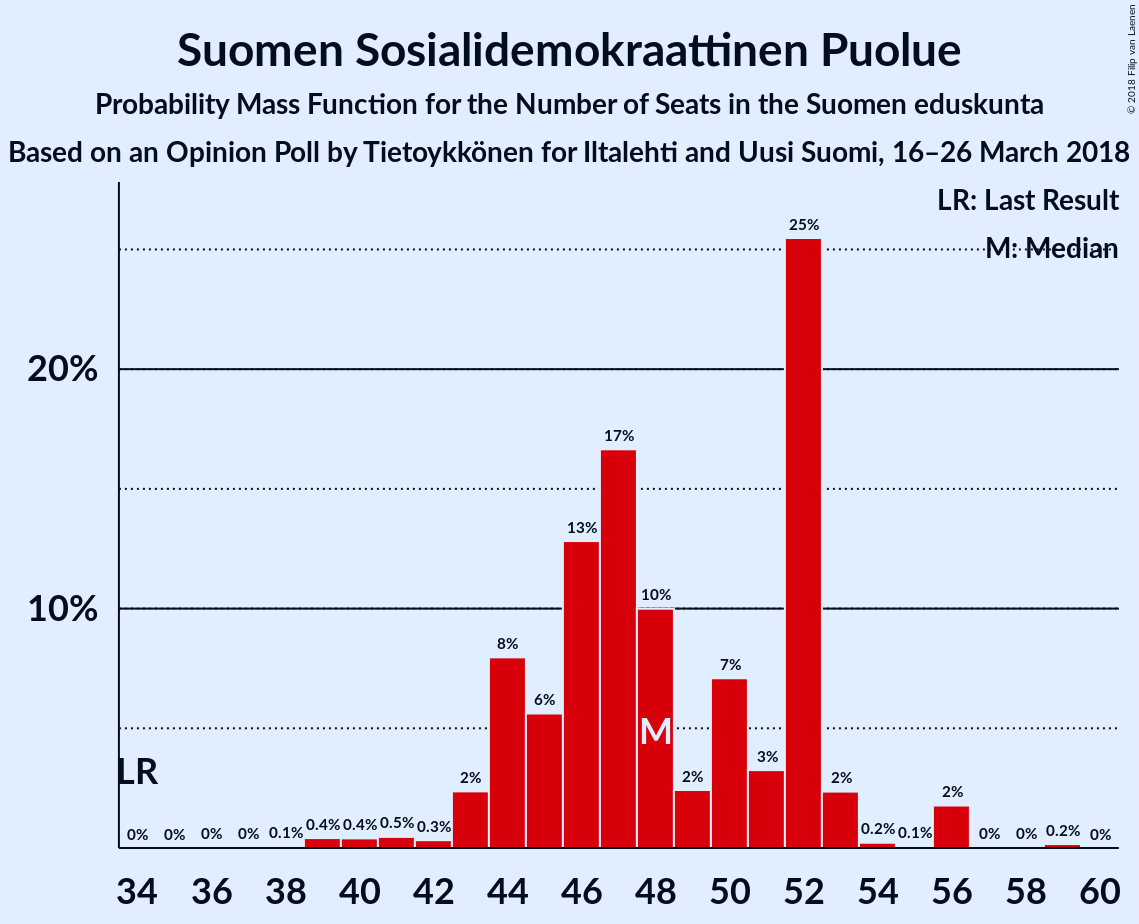 Suomen Sosialidemokraattinen Puolue
Probability Mass Function for the Number of Seats in the Suomen eduskunta
Based on an Opinion Poll by Tietoykkönen for Iltalehti and Uusi Suomi, 16–26 March 2018
© 2018 Filip van Laenen
LR: Last Result
M: Median
20%
10%
LR
M
0% 0% 0% 0% 0.1% 0.4% 0.4% 0.5% 0.3% 2% 8% 6% 13% 17% 10% 2% 7% 3% 25% 2% 0.2% 0.1% 2% 0% 0% 0.2% 0%
34 36 38 40 42 44 46 48 50 52 54 56 58 60